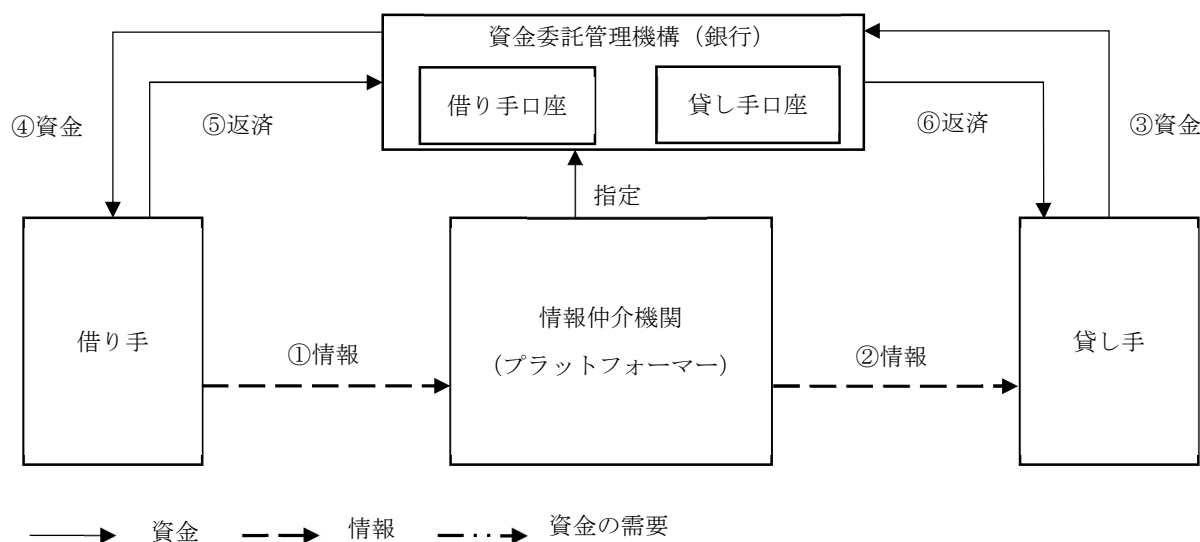 資金委託管理機構（銀行）
借り手口座
貸し手口座
④資金
⑤返済
⑥返済
③資金
指定
借り手
①情報
情報仲介機関
（プラットフォーマー）
②情報
貸し手
資金
情報
資金の需要